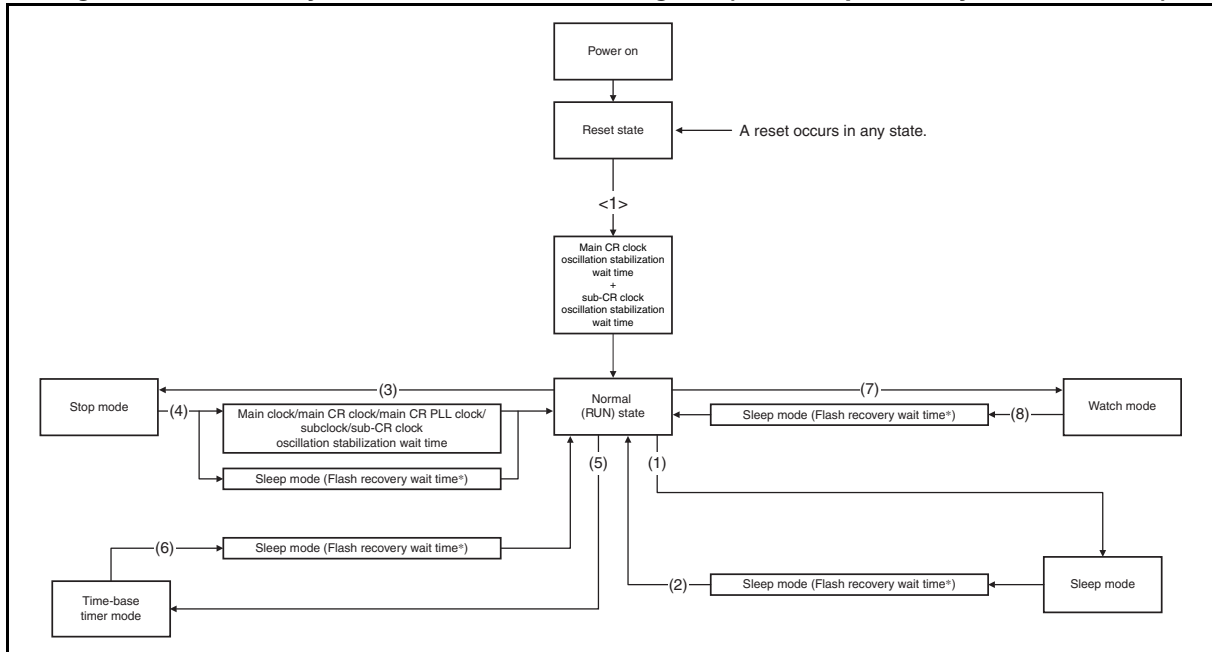 Power on
Reset state
A reset occurs in any state.
<1>
Main CR clock
oscillation stabilization
wait time
+
sub-CR clock
oscillation stabilization
wait time
Stop mode
(3)
(4)
Main clock/main CR clock/main CR PLL clock/
subclock/sub-CR clock
oscillation stabilization wait time
Sleep mode (Flash recovery wait time*)
Normal
(RUN) state
(7)
Sleep mode (Flash recovery wait time*)
(8)
Watch mode
(5)
(1)
(6)
Sleep mode (Flash recovery wait time*)
Time-base
timer mode
(2)
Sleep mode (Flash recovery wait time*)
Sleep mode